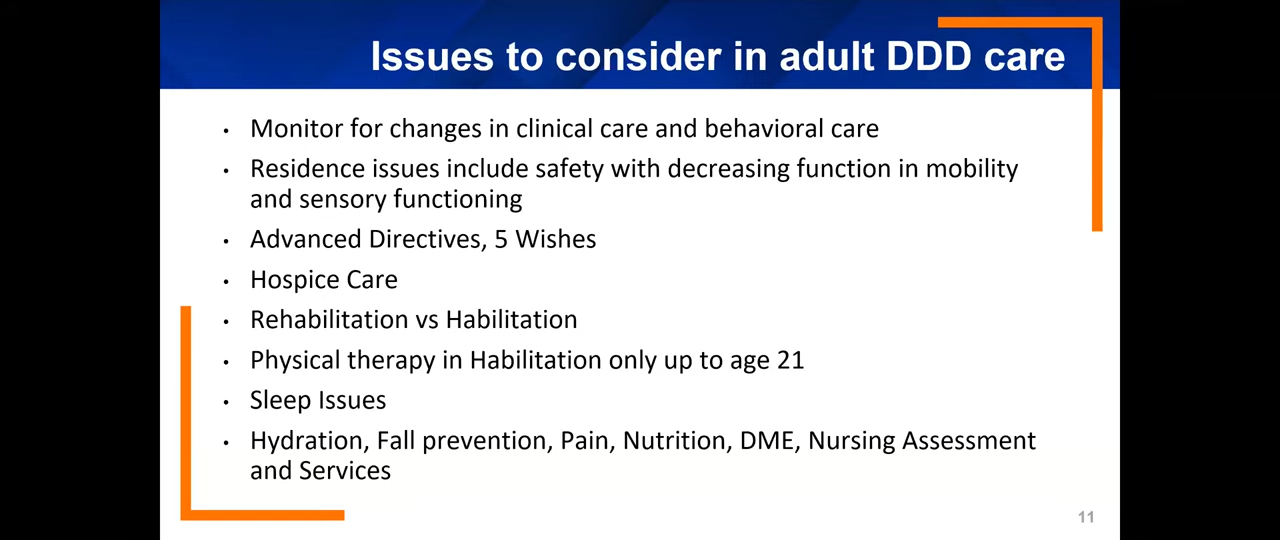 Issues to consider in adult DDD care
• Monitor for changes in clinical care and behavioral care
• Residence issues include safety with decreasing function in mobility
and sensory functioning
• Advanced Directives, 5 Wishes
• Hospice Care
• Rehabilitation vs Habilitation
• Physical therapy in Habilitation only up to age 21
• Sleep Issues
• Hydration, Fall prevention, Pain, Nutrition, DME, Nursing Assessment
and Services
11